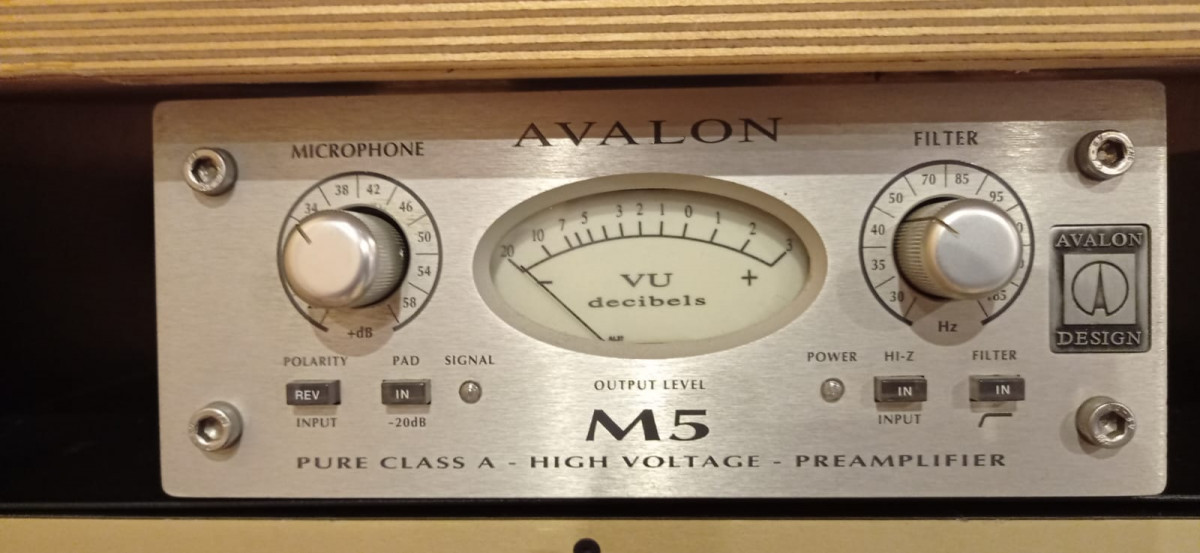 AVALON
MICROPHONE
34 38 42 46 50 54 58
+dB
20 10 7 5 3 2 1 0 1 2 3
- +
VU
decibels
FILTER
30 35 40 50 70 85 95
Hz
AVALON
DESIGN
POLARITY
REV
INPUT
PAD
IN
-20dB
SIGNAL
OUTPUT LEVEL
POWER
HI-Z
IN
INPUT
FILTER
IN
M5
PURE CLASS A - HIGH VOLTAGE - PREAMPLIFIER